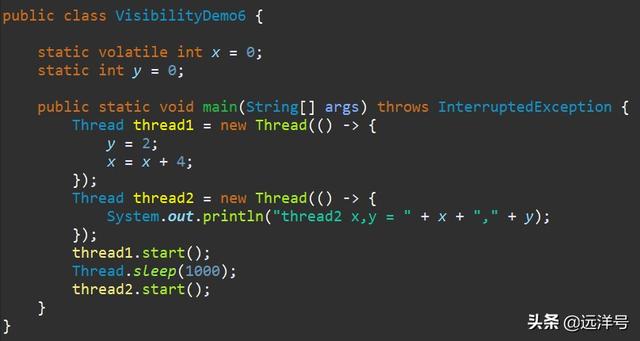 public class VisibilityDemo6 {
    static volatile int x = 0;
    static int y = 0;
    public static void main(String[] args) throws InterruptedException {
        Thread thread1 = new Thread(() -> {
            y = 2;
            x = x + 4;
        });
        Thread thread2 = new Thread(() -> {
            System.out.println("thread2 x,y = " + x + "," + y);
        });
        thread1.start();
        Thread.sleep(1000);
        thread2.start();
    }
}
头条 @远洋号